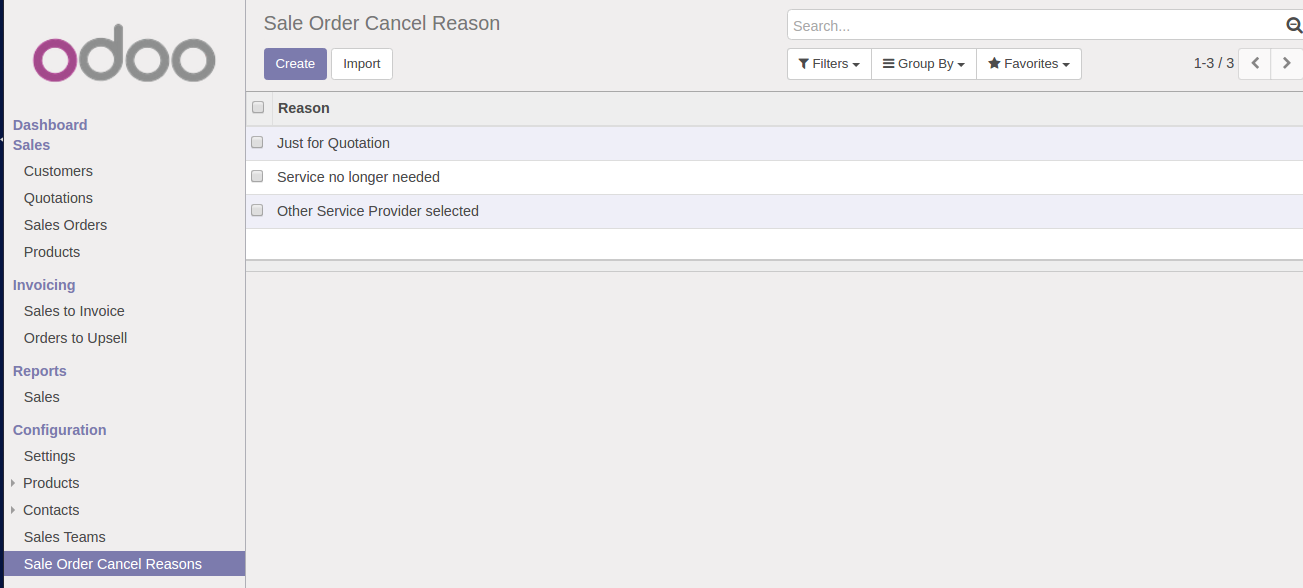 odoo
Dashboard
Sales
Customers
Quotations
Sales Orders
Products
Invoicing
Sales to Invoice
Orders to Upsell
Reports
Sales
Configuration
Settings
Products
Contacts
Sales Teams
Sale Order Cancel Reasons
Sale Order Cancel Reason
Search...
Create Import
Filters Group By Favorites 1-3 / 3
Reason
Just for Quotation
Service no longer needed
Other Service Provider selected